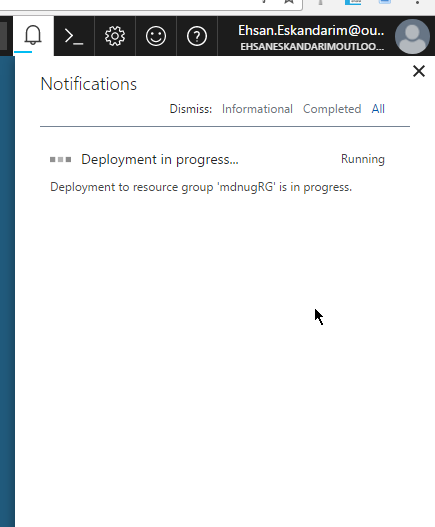 Ehsan.Eskandarim@ou..
EHSANESKANDARIMOUTLOO...
Notifications
Dismiss: Informational Completed All
Deployment in progress... Running
Deployment to resource group 'mdnugRG' is in progress.